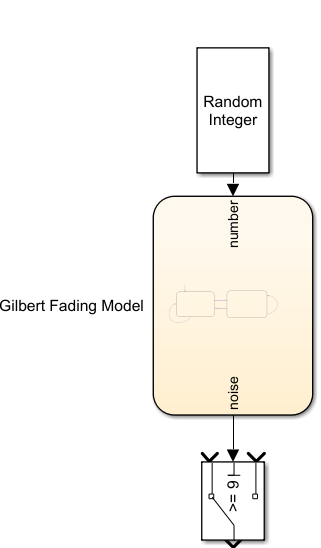 Random
Integer
number
Gilbert Fading Model
noise
>= 9